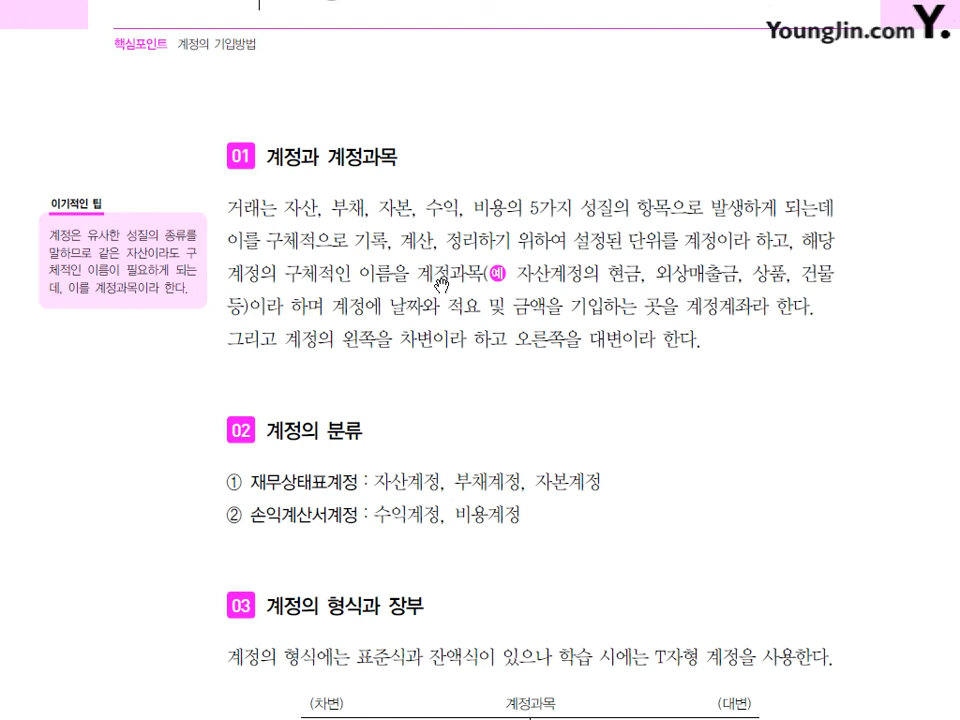 YoungJin.com Y.
핵심포인트 계정의 기입방법
01 계정과 계정과목
이기적인 팁
계정은 유사한 성질의 종류를
말하므로 같은 자산이라도 구
체적인 이름이 필요하게 되는
데, 이를 계정과목이라 한다.
거래는 자산, 부채, 자본, 수익, 비용의 5가지 성질의 항목으로 발생하게 되는데
이를 구체적으로 기록, 계산, 정리하기 위하여 설정된 단위를 계정이라 하고, 해당
계정의 구체적인 이름을 계정과목(예 자산계정의 현금, 외상매출금, 상품, 건물
등)이라 하며 계정에 날짜와 적요 및 금액을 기입하는 곳을 계정계좌라 한다.
그리고 계정의 왼쪽을 차변이라 하고 오른쪽을 대변이라 한다.
02 계정의 분류
① 재무상태표계정 : 자산계정, 부채계정, 자본계정
② 손익계산서계정 : 수익계정, 비용계정
03 계정의 형식과 장부
계정의 형식에는 표준식과 잔액식이 있으나 학습 시에는 T자형 계정을 사용한다.
(차변) 계정과목 (대변)